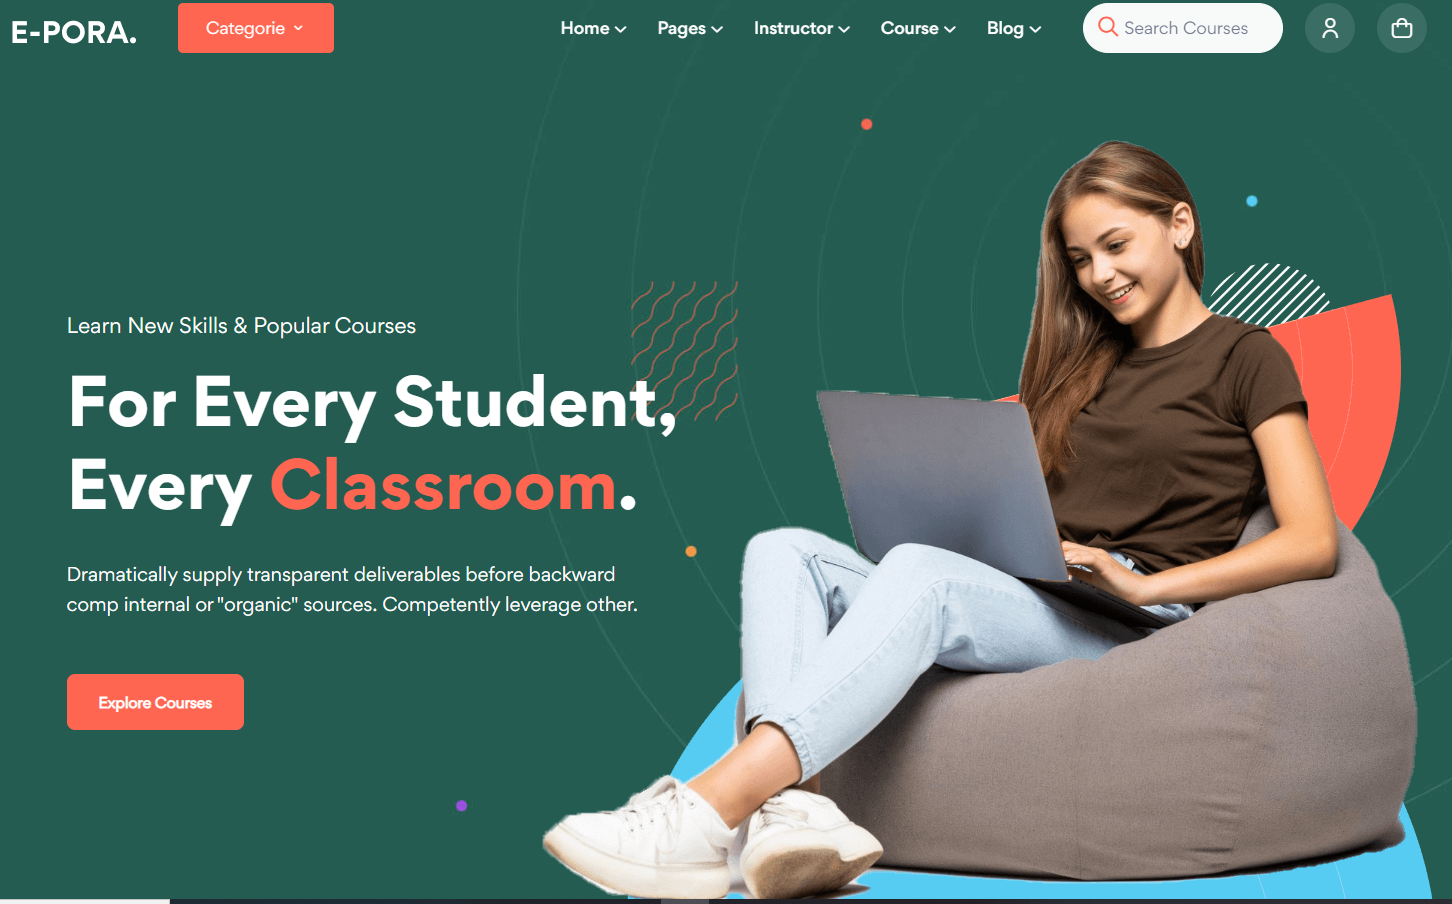 E-PORA.
Categorie
Home
Pages
Instructor
Course
Blog
Search Courses
Learn New Skills & Popular Courses
For Every Student,
Every Classroom.
Dramatically supply transparent deliverables before backward
comp internal or "organic" sources. Competently leverage other.
Explore Courses